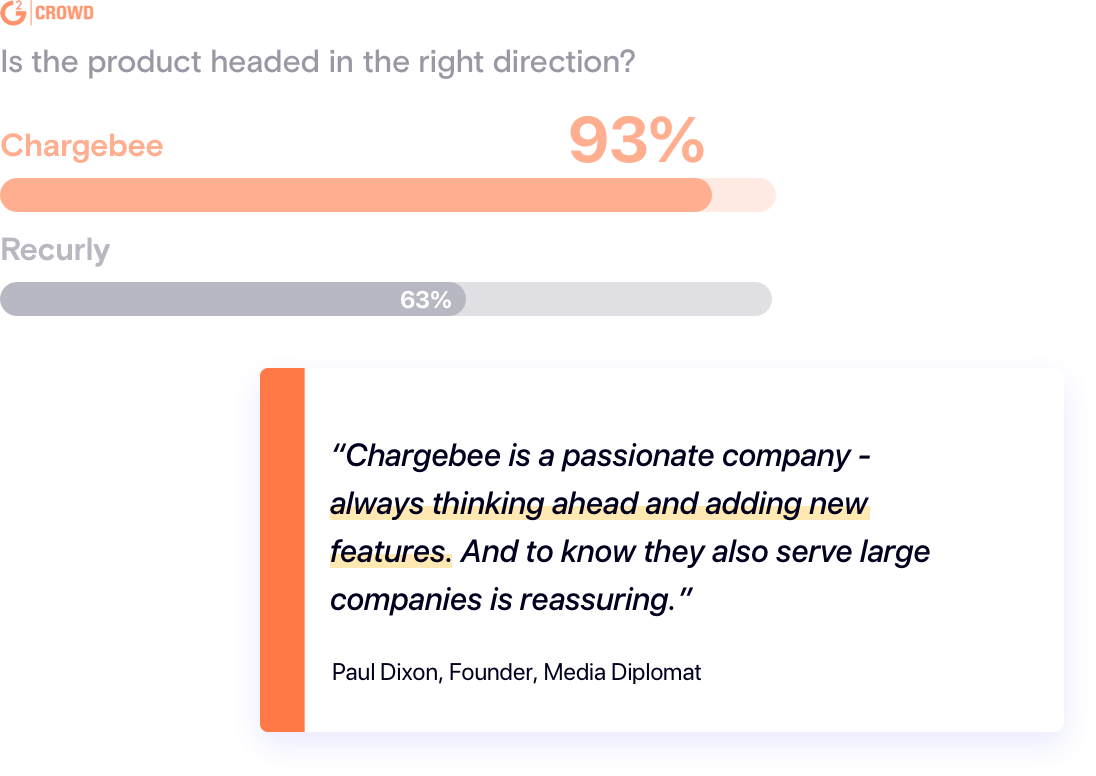 G2 CROWD
Is the product headed in the right direction?
Chargebee 93%
Recurly
63%
“Chargebee is a passionate company -
always thinking ahead and adding new
features. And to know they also serve large
companies is reassuring.”
Paul Dixon, Founder, Media Diplomat